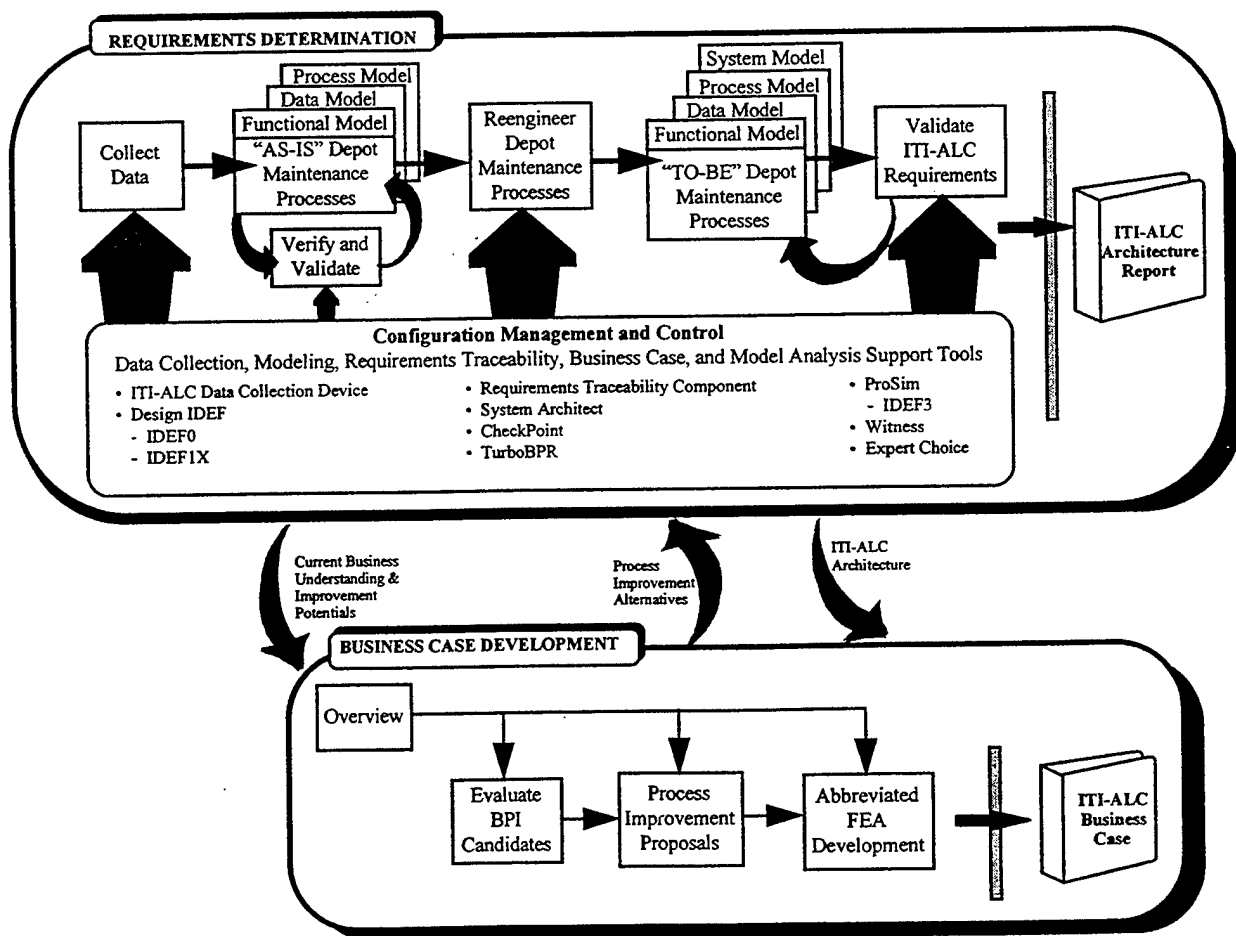 REQUIREMENTS DETERMINATION
Collect
Data
Process Model
Data Model
Functional Model
"AS-IS" Depot
Maintenance
Processes
Verify and
Validate
Reengineer
Depot
Maintenance
Processes
System Model
Process Model
Data Model
Functional Model
"TO-BE" Depot
Maintenance
Processes
Validate
ITI-ALC
Requirements
ITI-ALC
Architecture
Report
Configuration Management and Control
Data Collection, Modeling, Requirements Traceability, Business Case, and Model Analysis Support Tools
• ITI-ALC Data Collection Device
• Design IDEF
- IDEF0
- IDEF1X
• Requirements Traceability Component
• System Architect
• CheckPoint
• TurboBPR
• ProSim
- IDEF3
• Witness
• Expert Choice
Current Business
Understanding &
Improvement
Potentials
Process
Improvement
Alternatives
ITI-ALC
Architecture
BUSINESS CASE DEVELOPMENT
Overview
Evaluate
BPI
Candidates
Process
Improvement
Proposals
Abbreviated
FEA
Development
ITI-ALC
Business
Case